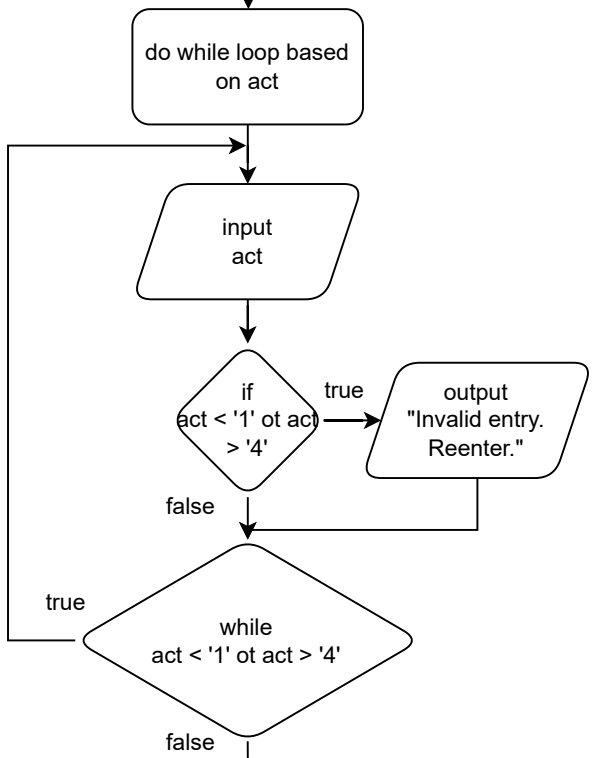 do while loop based
on act
input
act
if
act < '1' ot act
> '4'
true
output
"Invalid entry.
Reenter."
false
true
while
act < '1' ot act > '4'
false